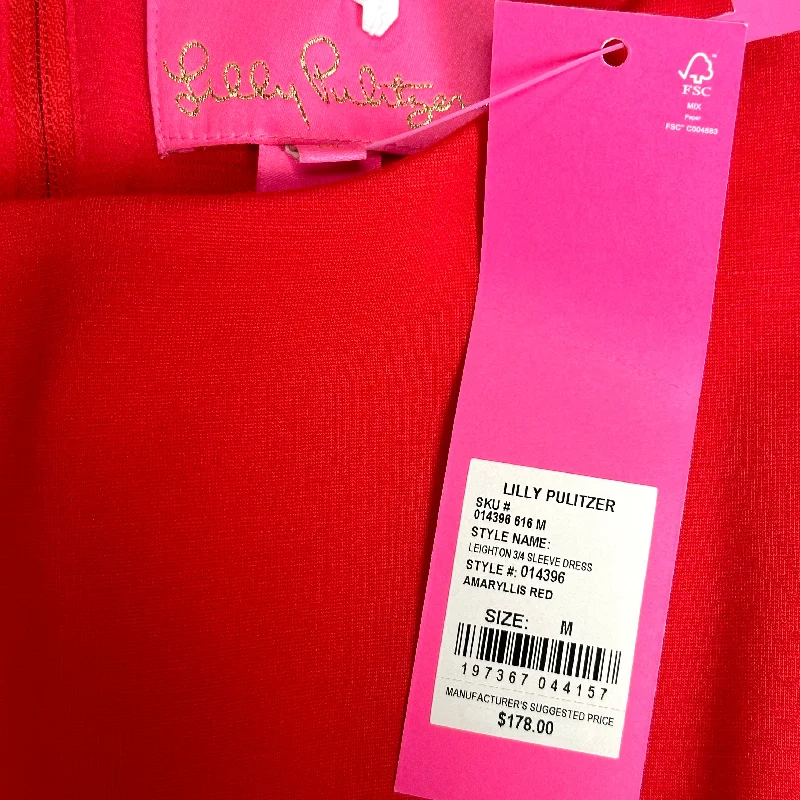 Lilly Pulitzer
FSC
MIX
Paper
FSC™ C004683
LILLY PULITZER
SKU #
014396 616 M
STYLE NAME:
LEIGHTON 3/4 SLEEVE DRESS
STYLE #: 014396
AMARYLLIS RED
SIZE: M
197367 044157
MANUFACTURER'S SUGGESTED PRICE
$178.00